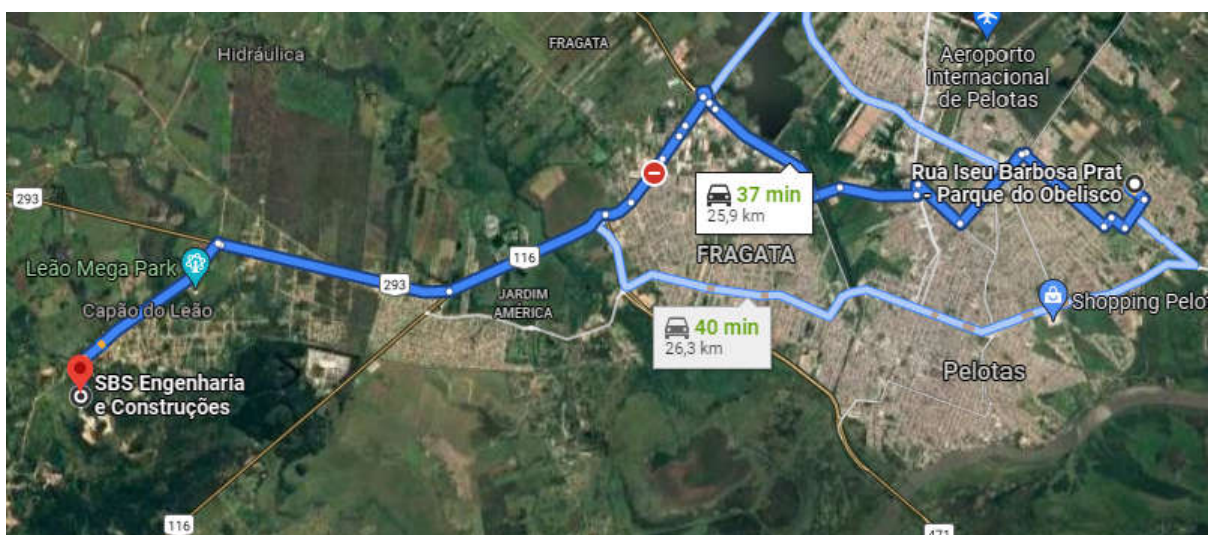 Hidráulica
FRAGATA
Aeroporto
Internacional
de Pelotas
293
37 min
25,9 km
Rua Iseu Barbosa Prat
- Parque do Obelisco
Leão Mega Park
116
FRAGATA
293
JARDIM
AMERICA
Capão do Leão
Shopping Pelot
40 min
26,3 km
SBS Engenharia
e Construções
Pelotas
116
471